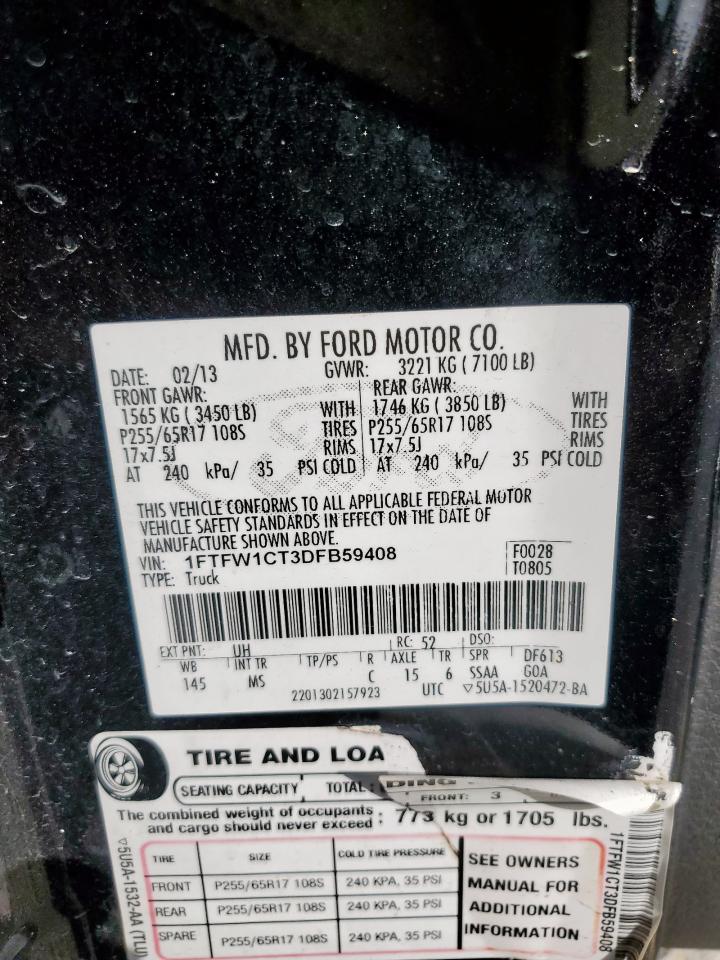 MFD. BY FORD MOTOR CO.
DATE: 02/13 GVWR: 3221 KG ( 7100 LB)
FRONT GAWR: REAR GAWR:
1565 KG ( 3450 LB) WITH 1746 KG ( 3850 LB) WITH
P255/65R17 108S TIRES P255/65R17 108S TIRES
17x7.5J RIMS 17x7.5J RIMS
AT 240 kPa/ 35 PSI COLD AT 240 kPa/ 35 PSI COLD
THIS VEHICLE CONFORMS TO ALL APPLICABLE FEDERAL MOTOR
VEHICLE SAFETY STANDARDS IN EFFECT ON THE DATE OF
MANUFACTURE SHOWN ABOVE.
VIN: 1FTFW1CT3DFB59408 F0028
TYPE: Truck T0805
EXT PNT: UH RC: 52 DSO:
WB INT TR TP/PS R AXLE TR SPR DF613
145 MS C 15 6 SSAA GOA
2201302157923 UTC ▽5U5A-1520472-BA
TIRE AND LOA
DING
SEATING CAPACITY TOTAL:
FRONT: 3
The combined weight of occupants
and cargo should never exceed : 773 kg or 1705 lbs.
TIRE SIZE COLD TIRE PRESSURE
FRONT P255/65R17 108S 240 KPA, 35 PSI
REAR P255/65R17 108S 240 KPA, 35 PSI
SPARE P255/65R17 108S 240 KPA, 35 PSI
SEE OWNERS
MANUAL FOR
ADDITIONAL
INFORMATION
▽5U5A-1532-AA (TLU)
1FTFW1CT3DFB59408